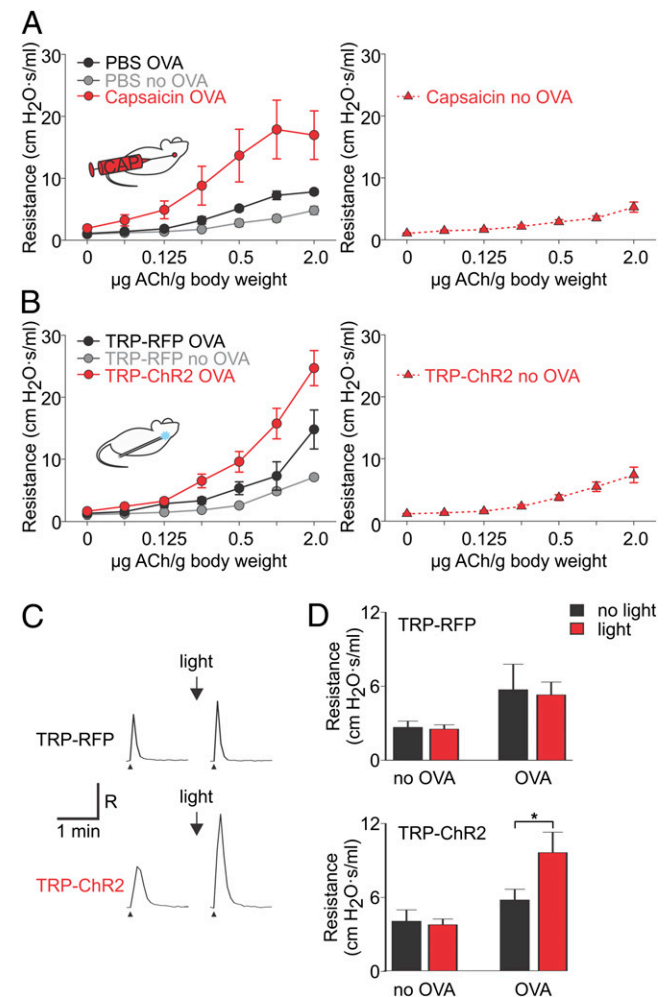 A
Resistance (cm H2O·s/ml)
30
20
10
0
PBS OVA
PBS no OVA
Capsaicin OVA
CAP
0 0.125 0.5 2.0
µg ACh/g body weight
Resistance (cm H2O·s/ml)
30
20
10
0
Capsaicin no OVA
0 0.125 0.5 2.0
µg ACh/g body weight
B
Resistance (cm H2O·s/ml)
30
20
10
0
TRP-RFP OVA
TRP-RFP no OVA
TRP-ChR2 OVA
0 0.125 0.5 2.0
µg ACh/g body weight
Resistance (cm H2O·s/ml)
30
20
10
0
TRP-ChR2 no OVA
0 0.125 0.5 2.0
µg ACh/g body weight
C
light
TRP-RFP
R
1 min
light
TRP-ChR2
D
no light
light
Resistance
(cm H2O·s/ml)
12
6
0
TRP-RFP
no OVA OVA
Resistance
(cm H2O·s/ml)
12
6
0
TRP-ChR2
*
no OVA OVA